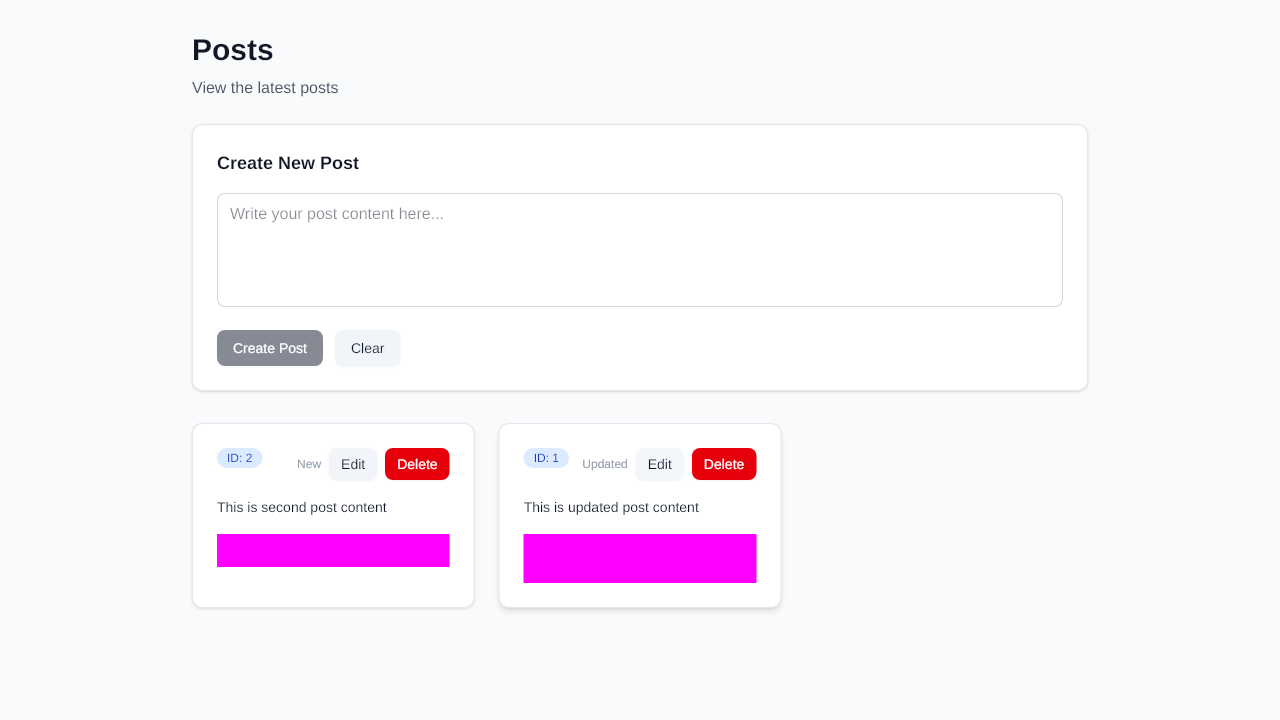 Posts
View the latest posts
Create New Post
Write your post content here...
Create Post Clear
ID: 2 New Edit Delete
This is second post content
ID: 1 Updated Edit Delete
This is updated post content